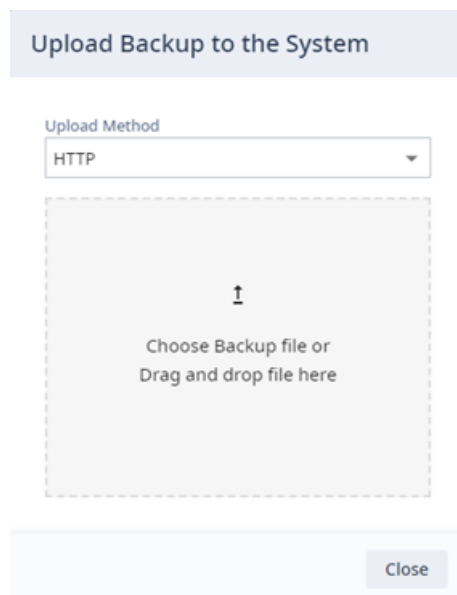 Upload Backup to the System
Upload Method
HTTP
Choose Backup file or
Drag and drop file here
Close